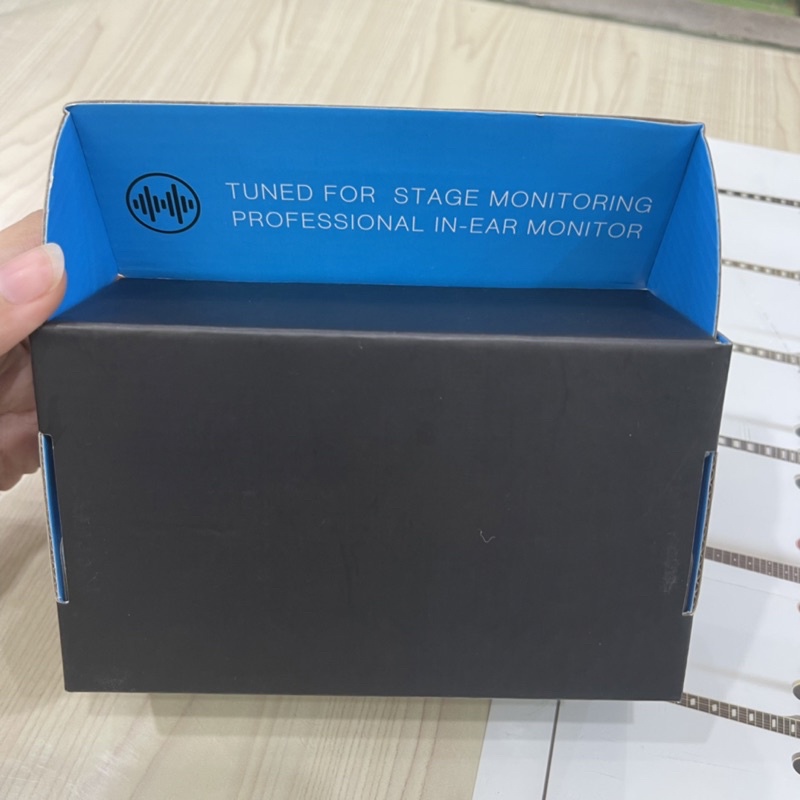 TUNED FOR STAGE MONITORING
PROFESSIONAL IN-EAR MONITOR